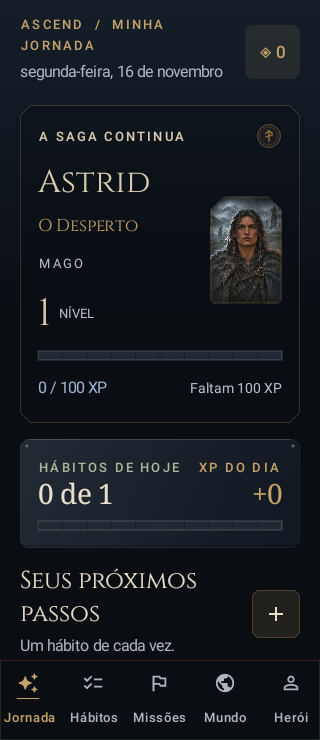 ASCEND / MINHA
JORNADA
segunda-feira, 16 de novembro
0
A SAGA CONTINUA
Astrid
O Desperto
MAGO
1 NÍVEL
0 / 100 XP
Faltam 100 XP
HÁBITOS DE HOJE
XP DO DIA
0 de 1
+0
Seus próximos
passos
+
Um hábito de cada vez.
Jornada
Hábitos
Missões
Mundo
Herói